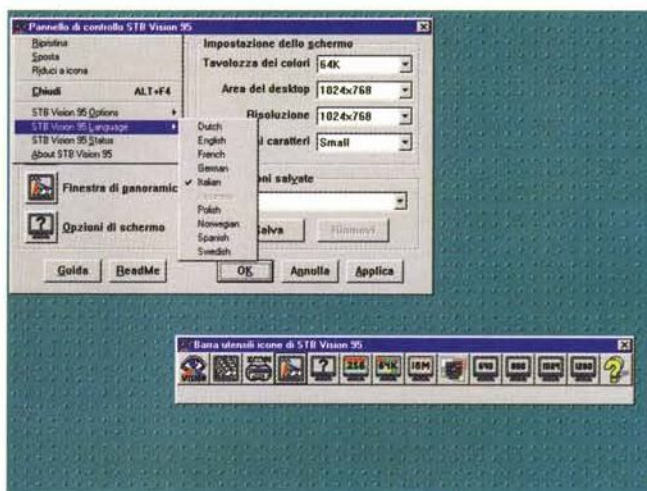 Pannello di controllo STB Vision 95
Ripristina
Sposta
Riduci a icona
Chiudi ALT+F4
STB Vision 95 Options
STB Vision 95 Language
STB Vision 95 Status
About STB Vision 95
Dutch
English
French
German
Italian
Polish
Norwegian
Spanish
Swedish
Impostazione dello schermo
Tavolozza dei colori 64K
Area del desktop 1024x768
Risoluzione 1024x768
i caratteri Small
oni salvate
Finestra di panoramic
Opzioni di schermo
Salva Rimuovi
Guida ReadMe OK Annulla Applica
Barra utensili icone di STB Vision 95
VISION ? 256 64K 16M 640 800 1024 1280 ?